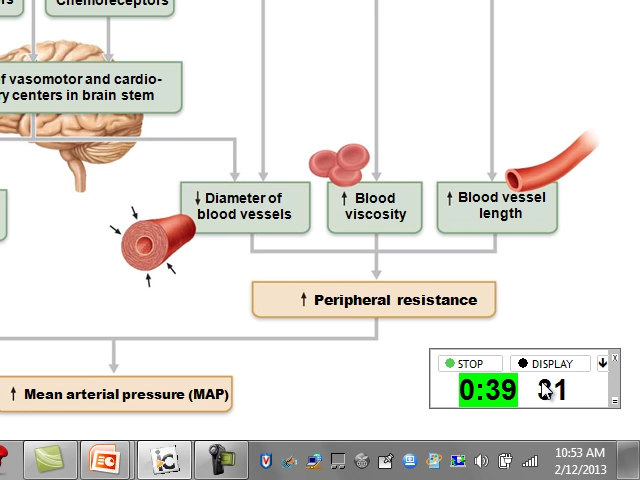 Chemoreceptors
f vasomotor and cardio-
ry centers in brain stem
↓ Diameter of
blood vessels
↑ Blood
viscosity
↑ Blood vessel
length
↑ Peripheral resistance
↑ Mean arterial pressure (MAP)
STOP
DISPLAY
x
0:39
10:53 AM
2/12/2013